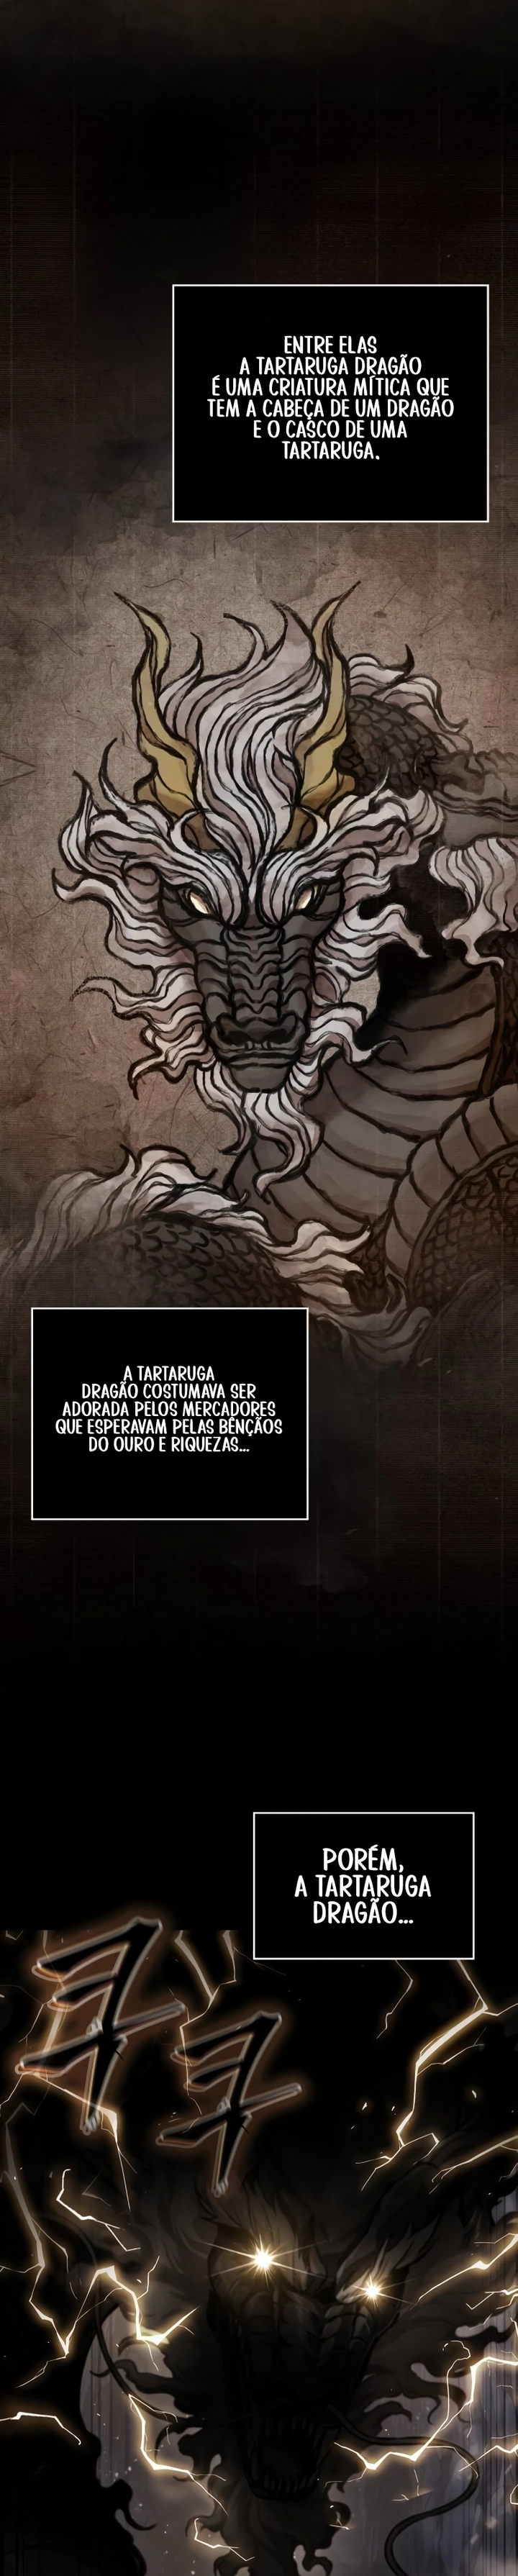 ENTRE ELAS
A TARTARUGA DRAGÃO
É UMA CRIATURA MÍTICA QUE
TEM A CABEÇA DE UM DRAGÃO
E O CASCO DE UMA
TARTARUGA.
A TARTARUGA
DRAGÃO COSTUMAVA SER
ADORADA PELOS MERCADORES
QUE ESPERAVAM PELAS BÊNÇÃOS
DO OURO E RIQUEZAS...
PORÉM,
A TARTARUGA
DRAGÃO...